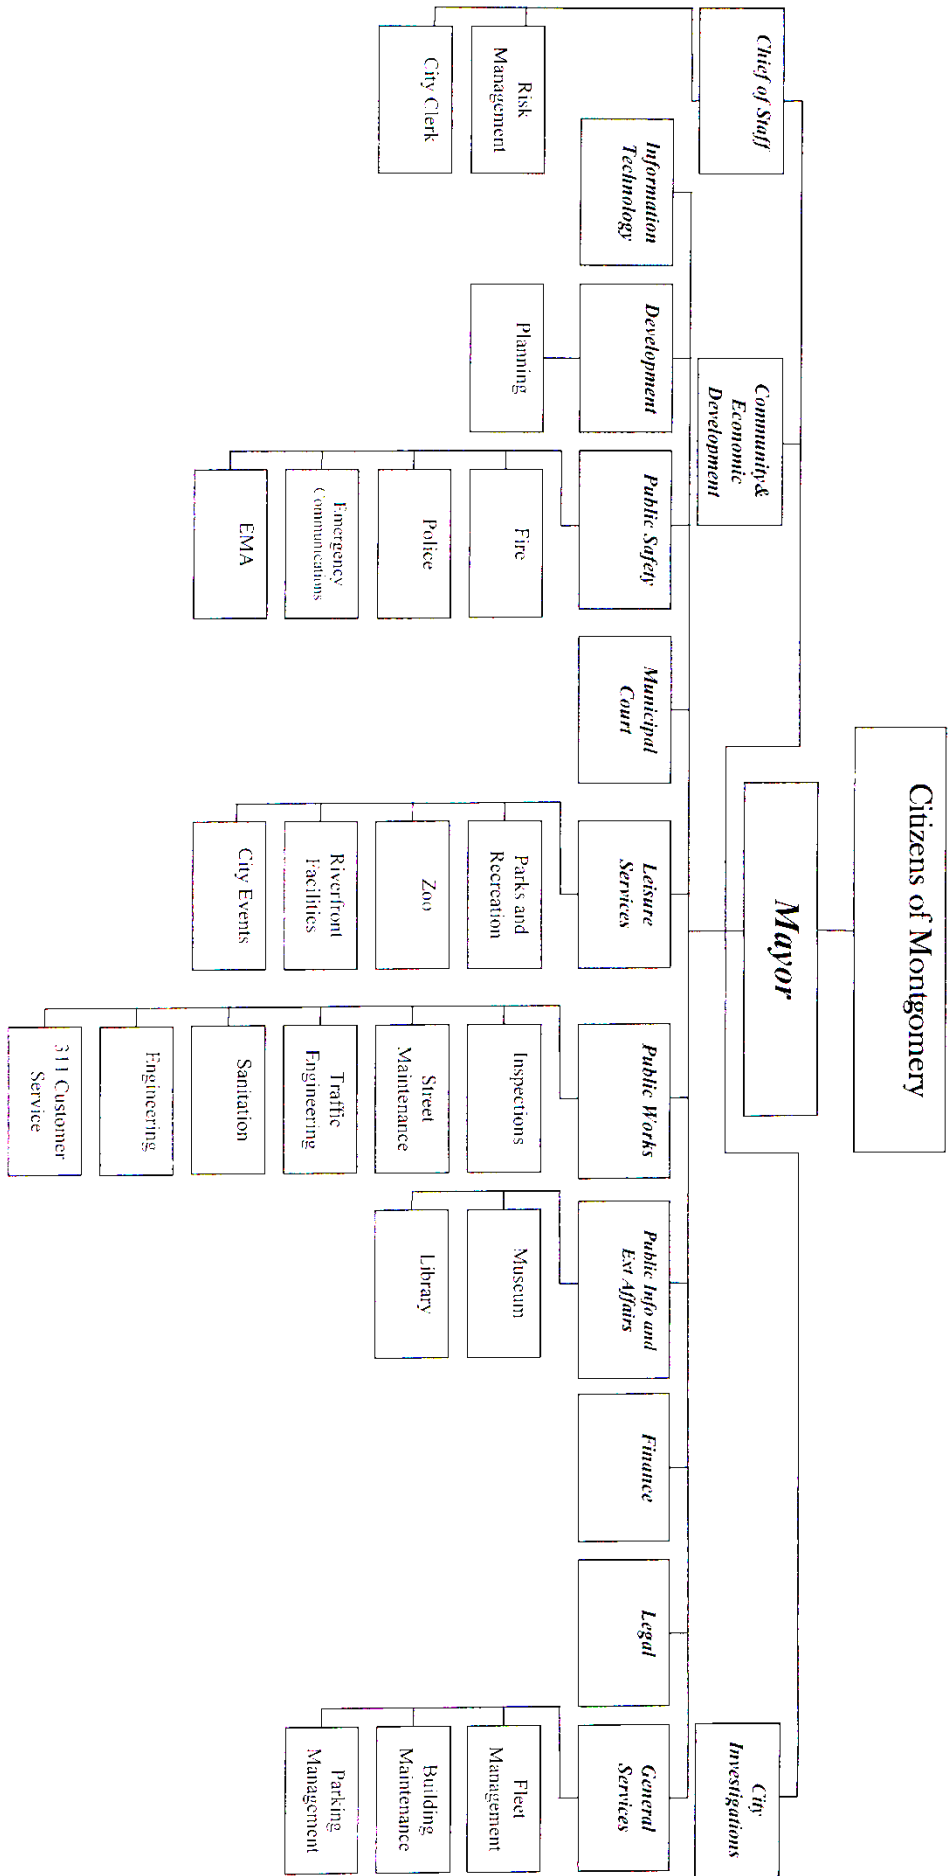 Citizens of Montgomery
Mayor
Chief of Staff
Community&
Economic
Development
City
Investigations
Risk
Management
City Clerk
Information
Technology
Development
Planning
Public Safety
Fire
Police
Emergency
Communications
EMA
Municipal
Court
Leisure
Services
Parks and
Recreation
Zoo
Riverfront
Facilities
City Events
Public Works
Inspections
Street
Maintenance
Traffic
Engineering
Sanitation
Engineering
311 Customer
Service
Public Info and
Ext Affairs
Museum
Library
Finance
Legal
General
Services
Fleet
Management
Building
Maintenance
Parking
Management